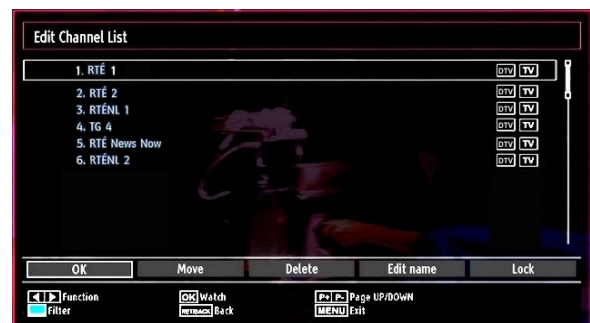 Edit Channel List
1. RTÉ 1 DTV TV
2. RTÉ 2 DTV TV
3. RTÉNL 1 DTV TV
4. TG 4 DTV TV
5. RTÉ News Now DTV TV
6. RTÉNL 2 DTV TV
OK Move Delete Edit name Lock
Function OK Watch P+ P- Page UP/DOWN
Filter RET/BACK Back MENU Exit